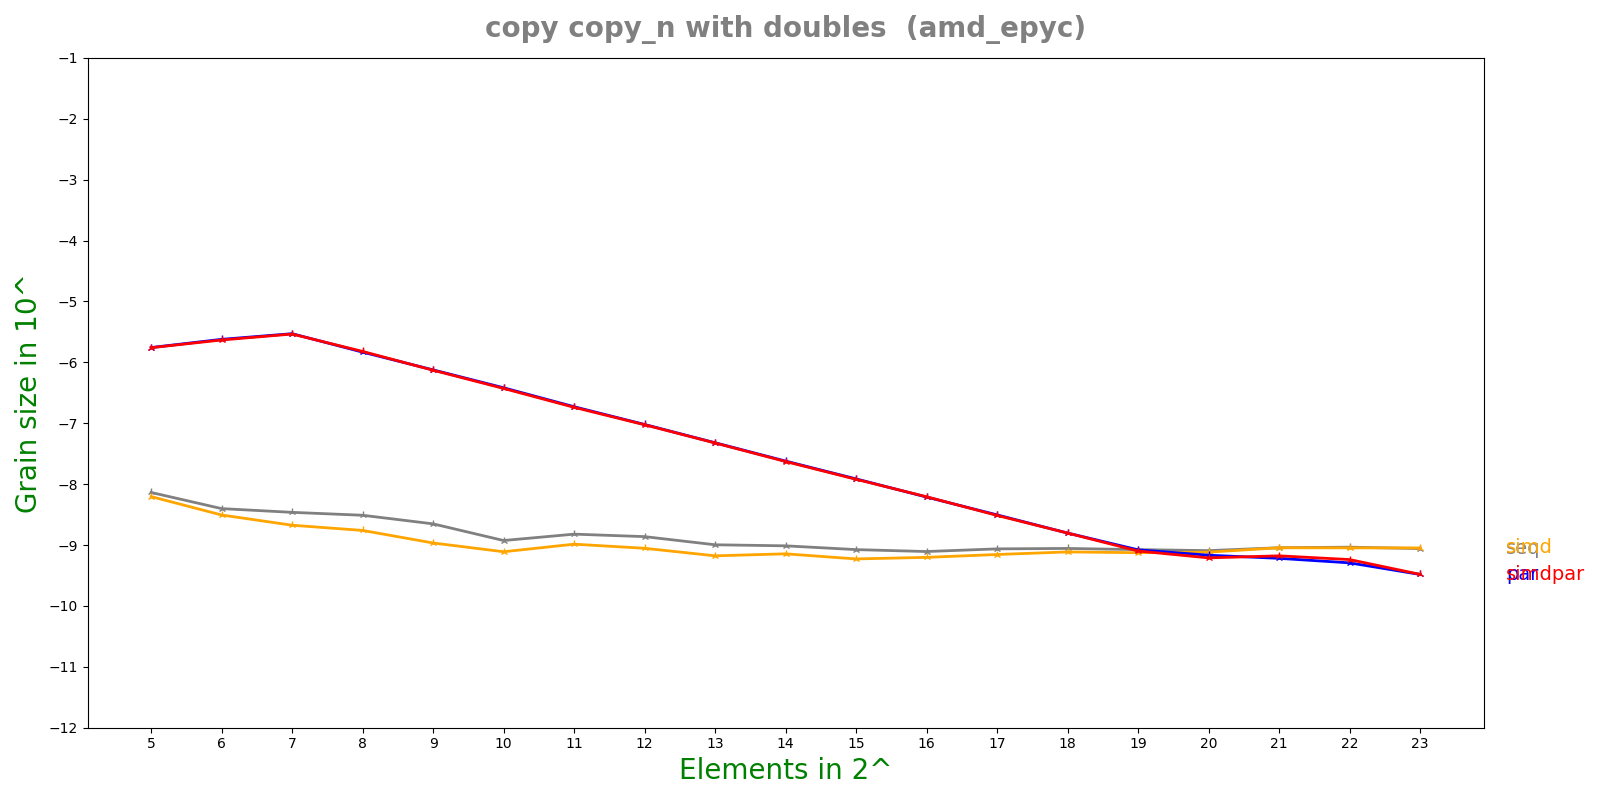 copy copy_n with doubles  (amd_epyc)
−1
−2
−3
−4
−5
−6
−7
−8
−9
−10
−11
−12
Grain size in 10^
5 6 7 8 9 10 11 12 13 14 15 16 17 18 19 20 21 22 23
Elements in 2^
simd
seq
par
simdpar